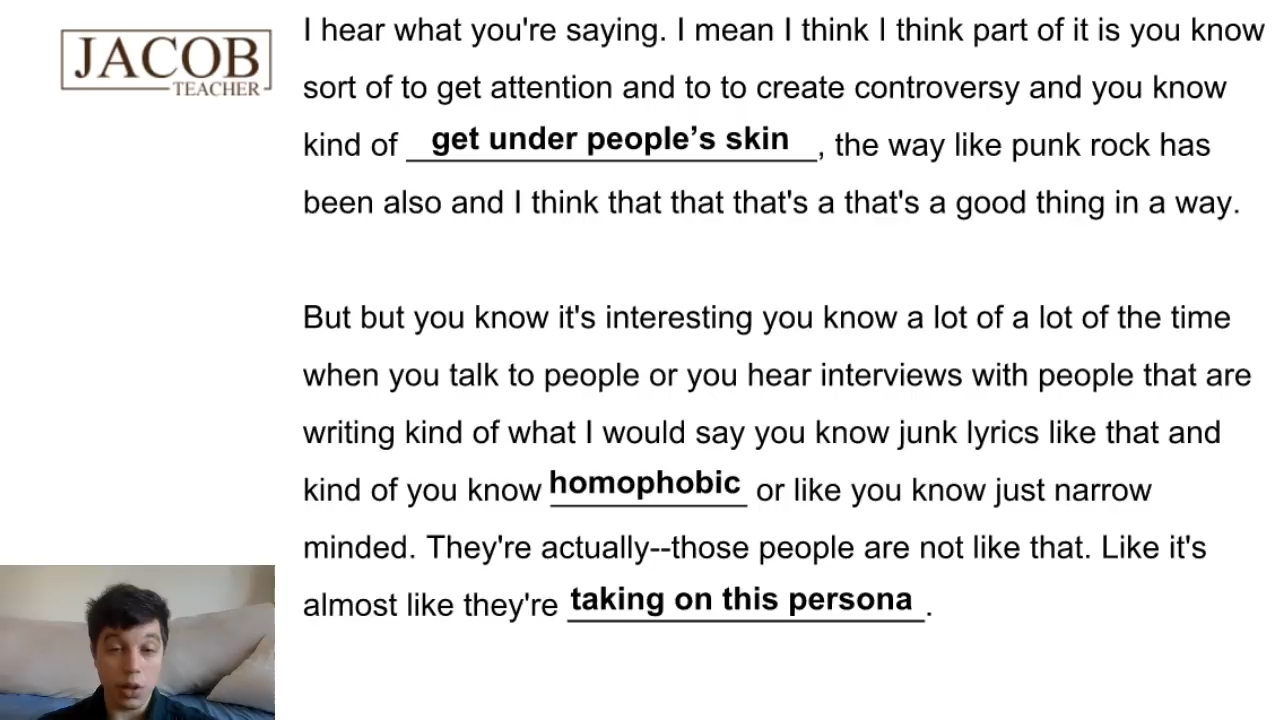 JACOB
TEACHER
I hear what you're saying. I mean I think I think part of it is you know
sort of to get attention and to to create controversy and you know
kind of get under people’s skin, the way like punk rock has
been also and I think that that that's a that's a good thing in a way.
But but you know it's interesting you know a lot of a lot of the time
when you talk to people or you hear interviews with people that are
writing kind of what I would say you know junk lyrics like that and
kind of you know homophobic or like you know just narrow
minded. They're actually--those people are not like that. Like it's
almost like they're taking on this persona.